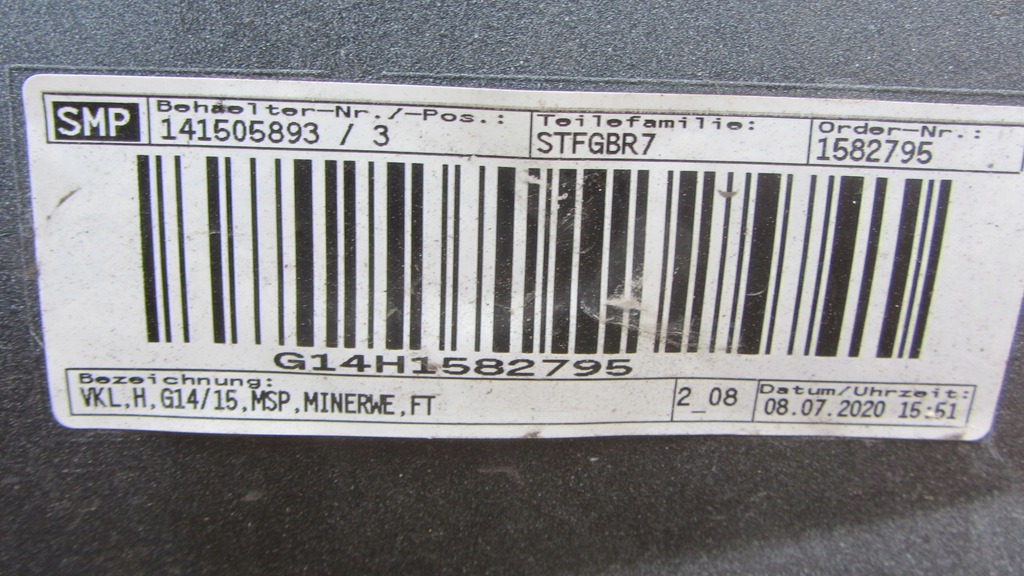 SMP
Behaelter-Nr./-Pos.:
141505893 / 3
Teilefamilie:
STFGBR7
Order-Nr.:
1582795
G14H1582795
Bezeichnung:
VKL,H,G14/15,MSP,MINERWE,FT
2_08
Datum/Uhrzeit:
08.07.2020 15:51